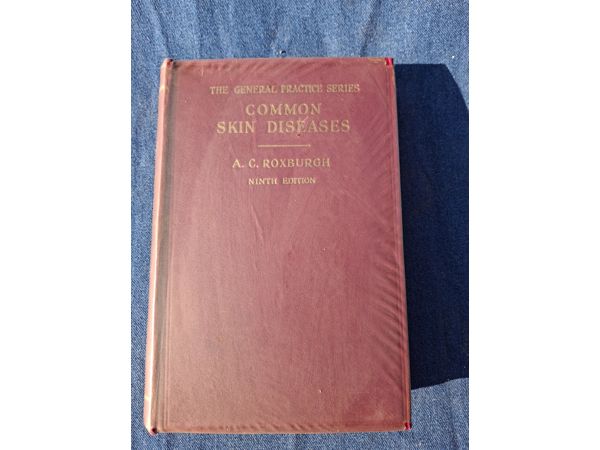 THE GENERAL PRACTICE SERIES
COMMON
SKIN DISEASES
A. C. ROXBURGH
NINTH EDITION